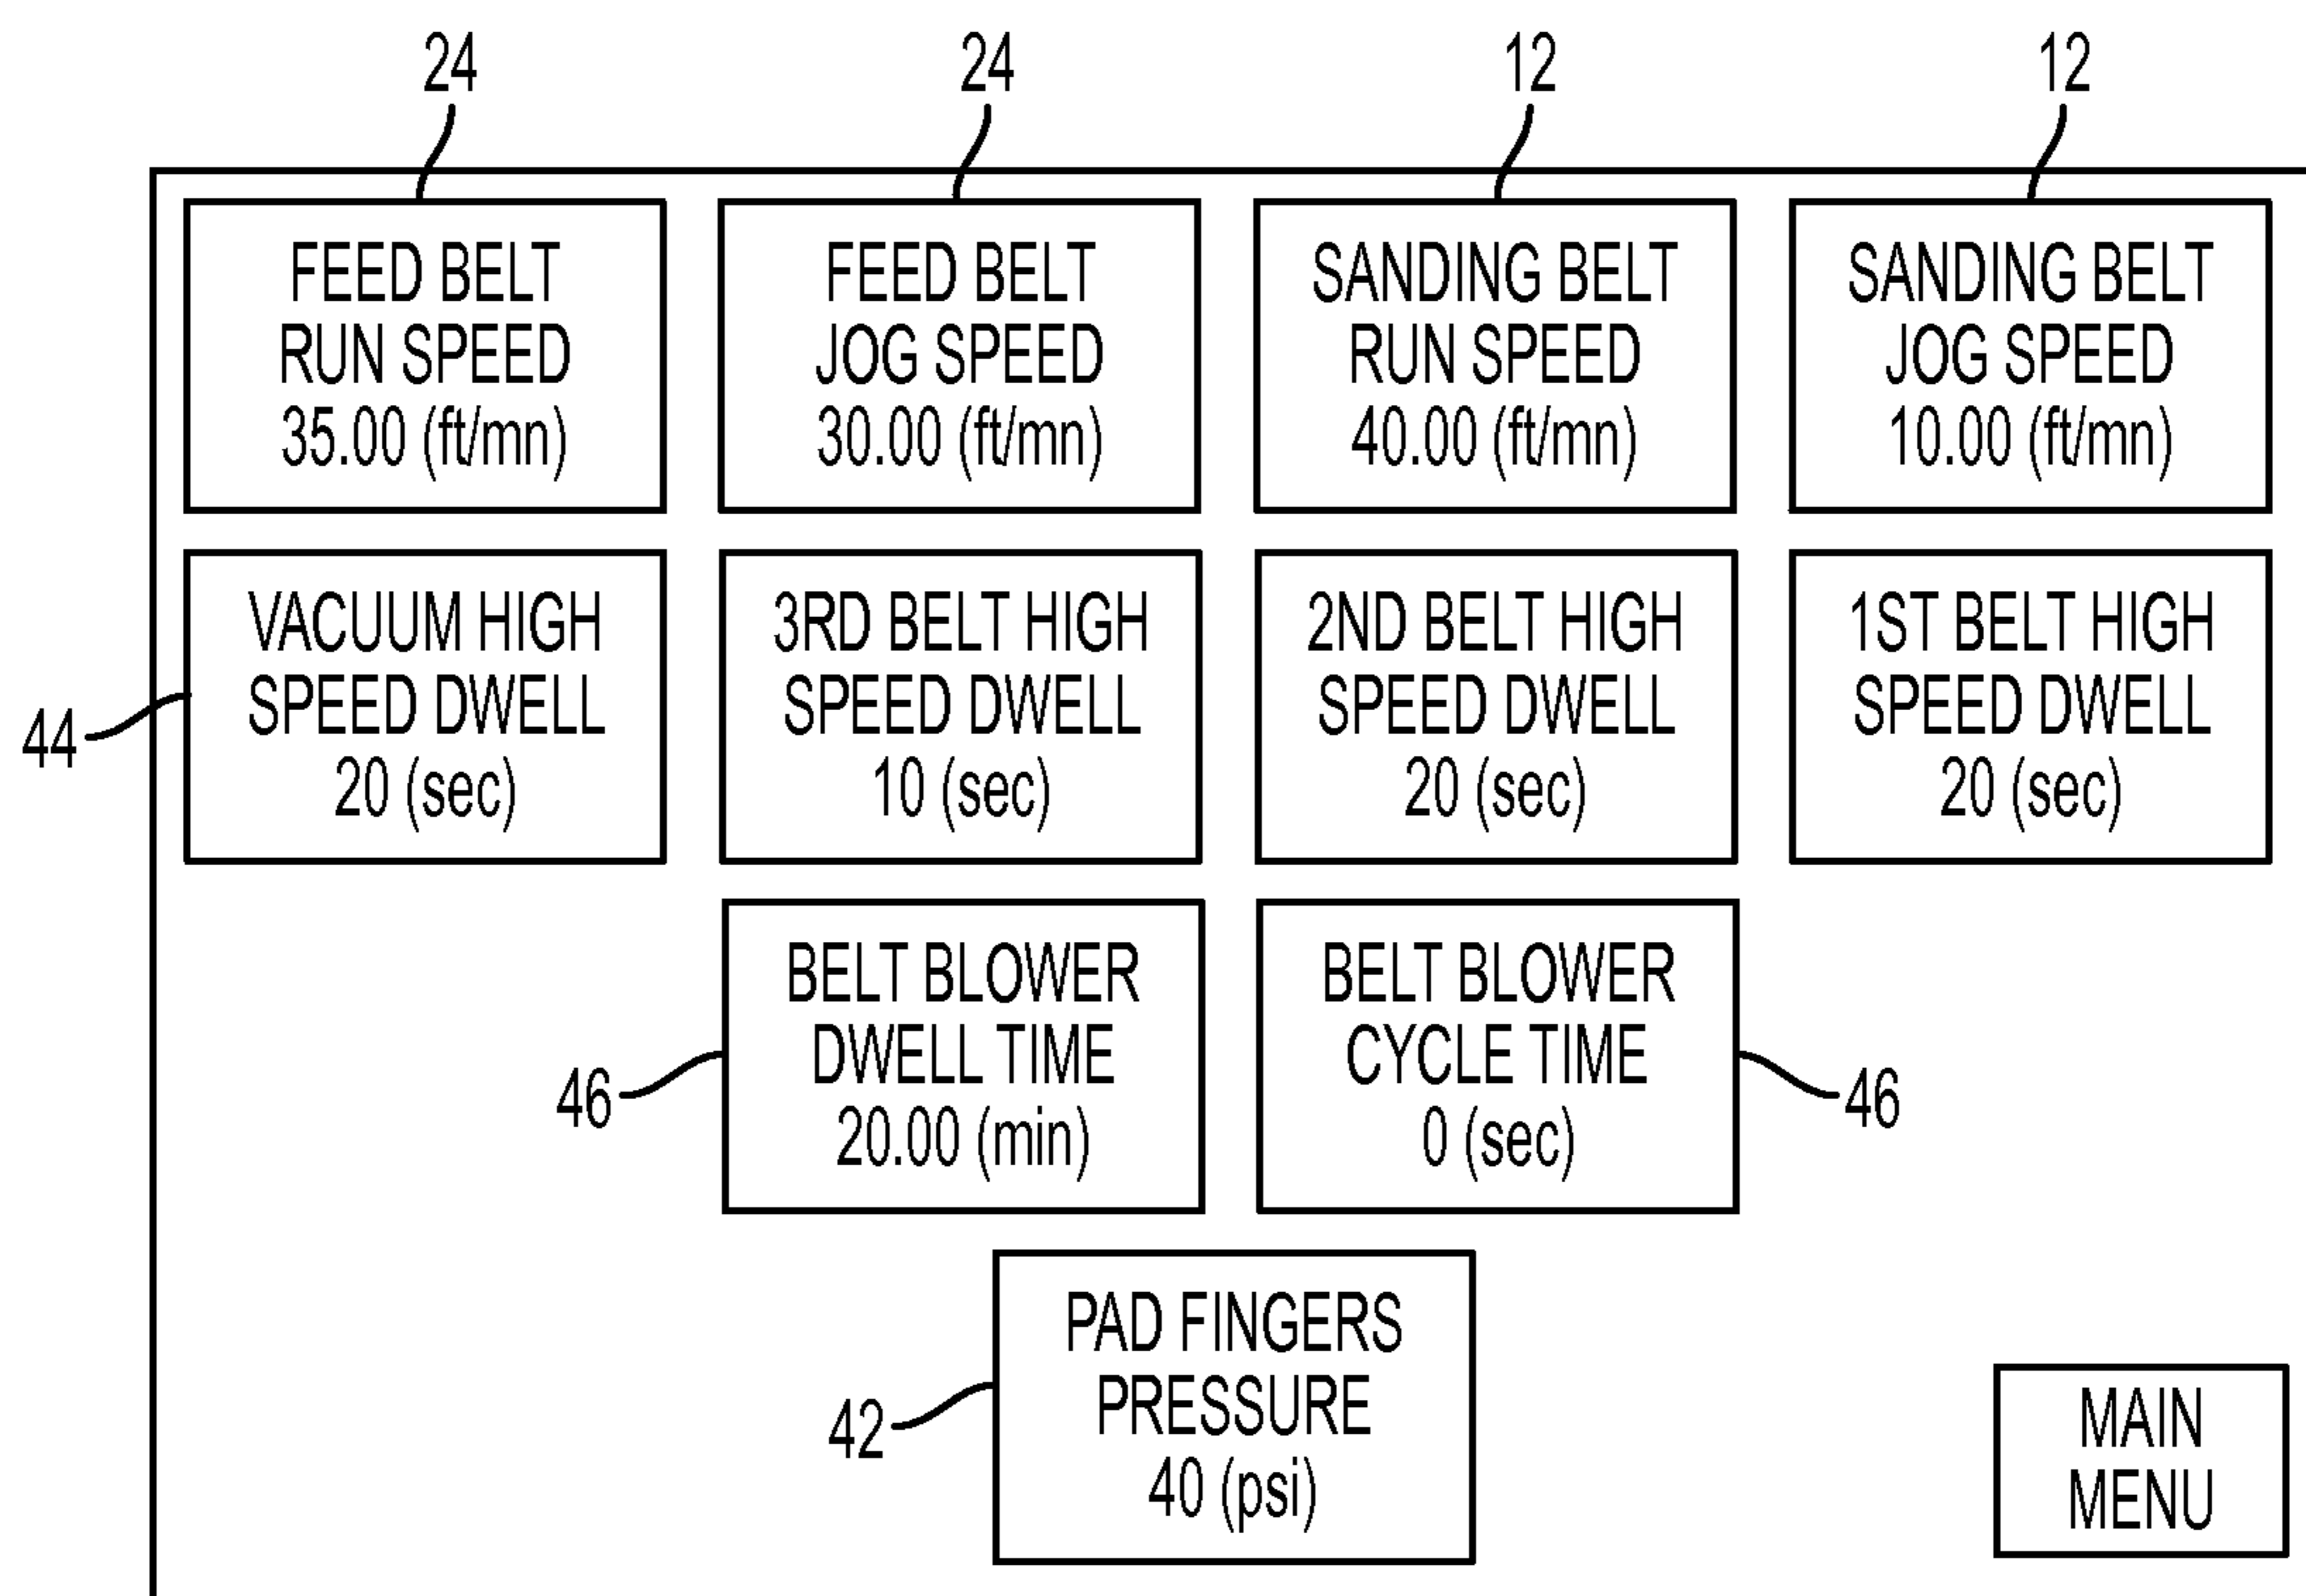 24
24
12
12
FEED BELT
RUN SPEED
35.00 (ft/mn)
FEED BELT
JOG SPEED
30.00 (ft/mn)
SANDING BELT
RUN SPEED
40.00 (ft/mn)
SANDING BELT
JOG SPEED
10.00 (ft/mn)
44
VACUUM HIGH
SPEED DWELL
20 (sec)
3RD BELT HIGH
SPEED DWELL
10 (sec)
2ND BELT HIGH
SPEED DWELL
20 (sec)
1ST BELT HIGH
SPEED DWELL
20 (sec)
46
BELT BLOWER
DWELL TIME
20.00 (min)
BELT BLOWER
CYCLE TIME
0 (sec)
46
42
PAD FINGERS
PRESSURE
40 (psi)
MAIN
MENU